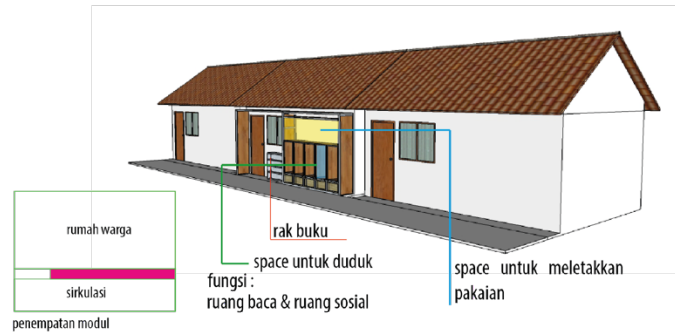 rumah warga
sirkulasi
penempatan modul
rak buku
space untuk duduk
fungsi :
ruang baca & ruang sosial
space untuk meletakkan
pakaian